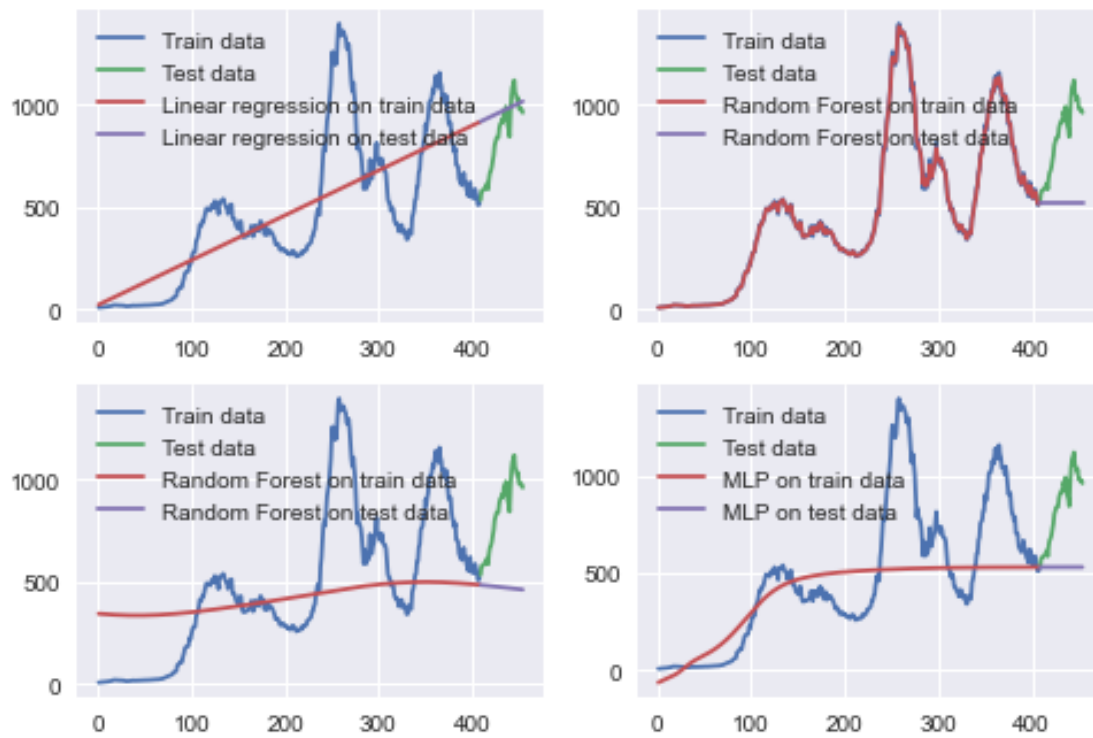 Train data
Test data
Linear regression on train data
Linear regression on test data
1000
500
0
0 100 200 300 400
Train data
Test data
Random Forest on train data
Random Forest on test data
1000
500
0
0 100 200 300 400
Train data
Test data
Random Forest on train data
Random Forest on test data
1000
500
0
0 100 200 300 400
Train data
Test data
MLP on train data
MLP on test data
1000
500
0
0 100 200 300 400